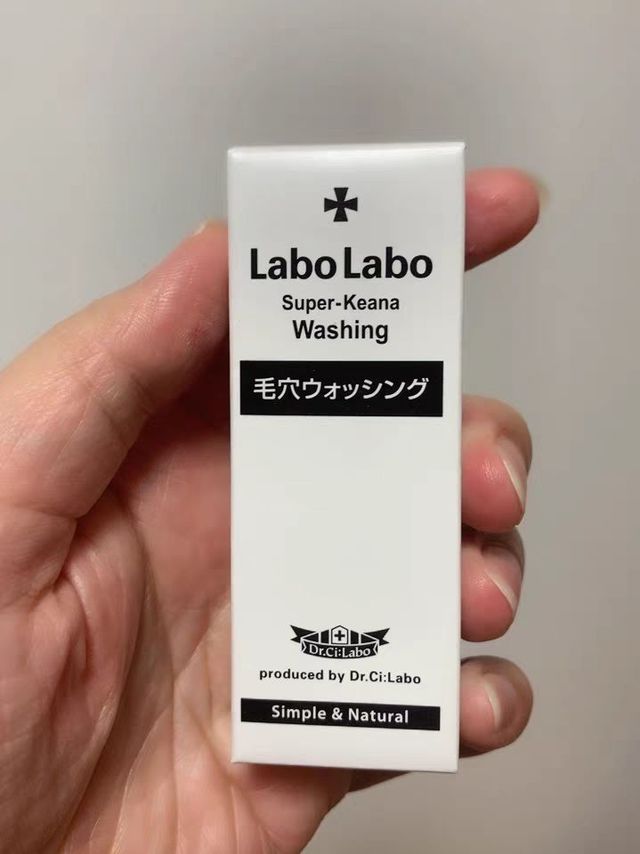 Labo Labo
Super-Keana
Washing
毛穴ウォッシング
Dr.Ci:Labo
produced by Dr.Ci:Labo
Simple & Natural